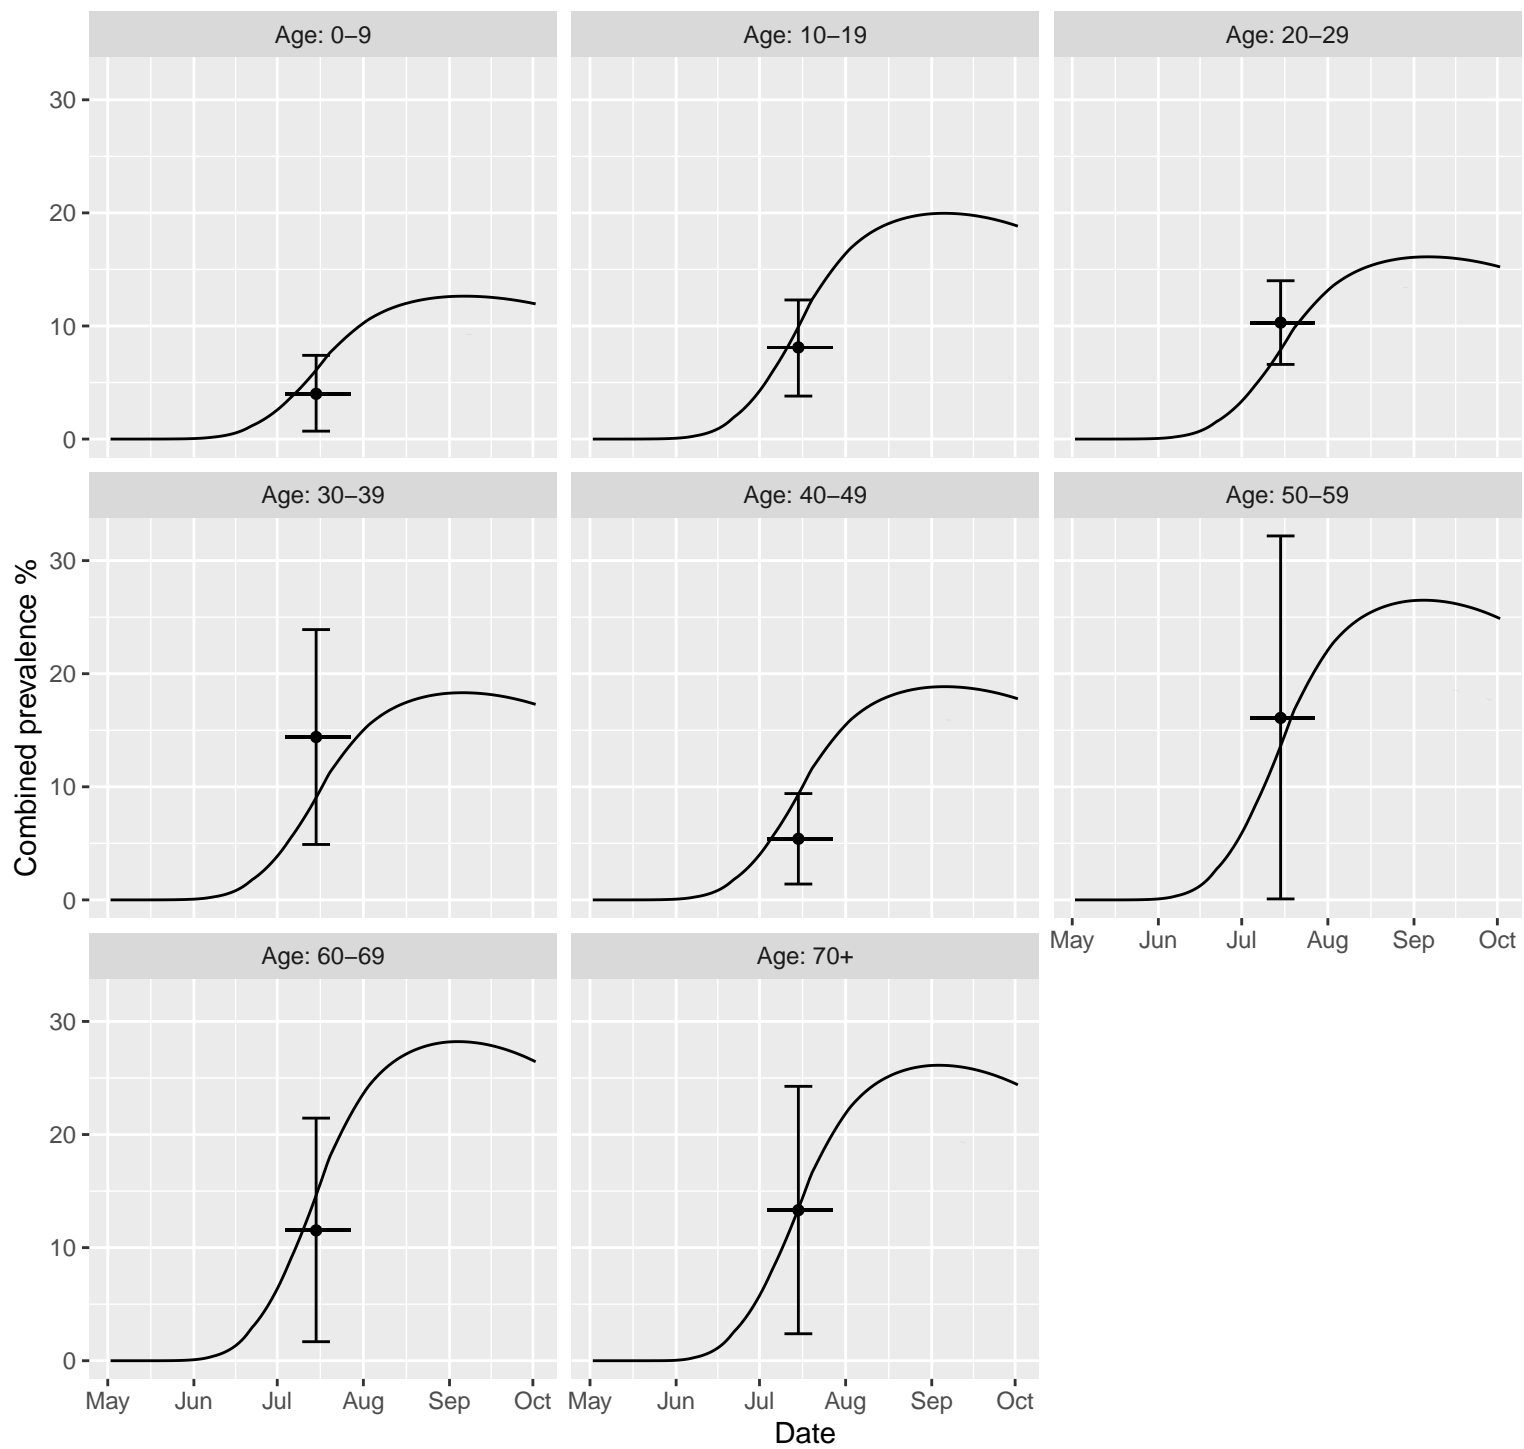 Age: 0–9
Age: 10–19
Age: 20–29
30
20
10
0
Age: 30–39
Age: 40–49
Age: 50–59
Combined prevalence %
30
20
10
0
May Jun Jul Aug Sep Oct
Age: 60–69
Age: 70+
30
20
10
0
May Jun Jul Aug Sep Oct
May Jun Jul Aug Sep Oct
Date